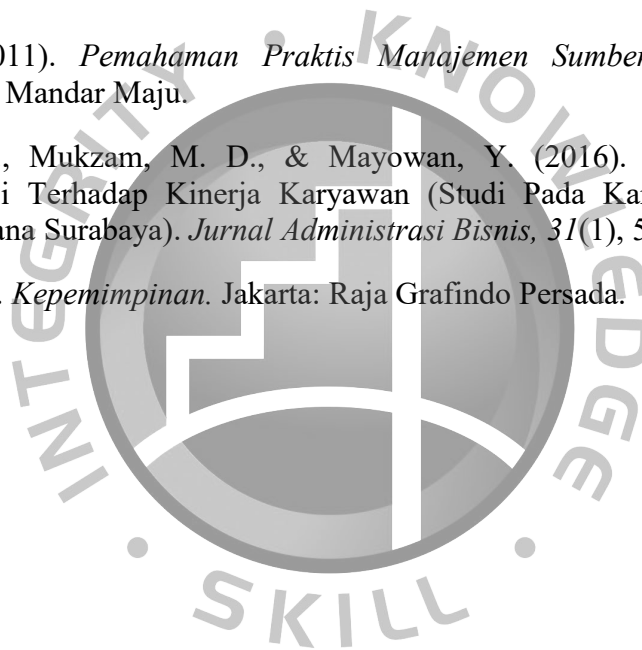 011). Pemahaman Praktis Manajemen Sumber
Mandar Maju.
., Mukzam, M. D., & Mayowan, Y. (2016).
i Terhadap Kinerja Karyawan (Studi Pada Kar
ana Surabaya). Jurnal Administrasi Bisnis, 31(1), 5
. Kepemimpinan. Jakarta: Raja Grafindo Persada.
INTEGRITY • KNOWLEDGE • SKILL •